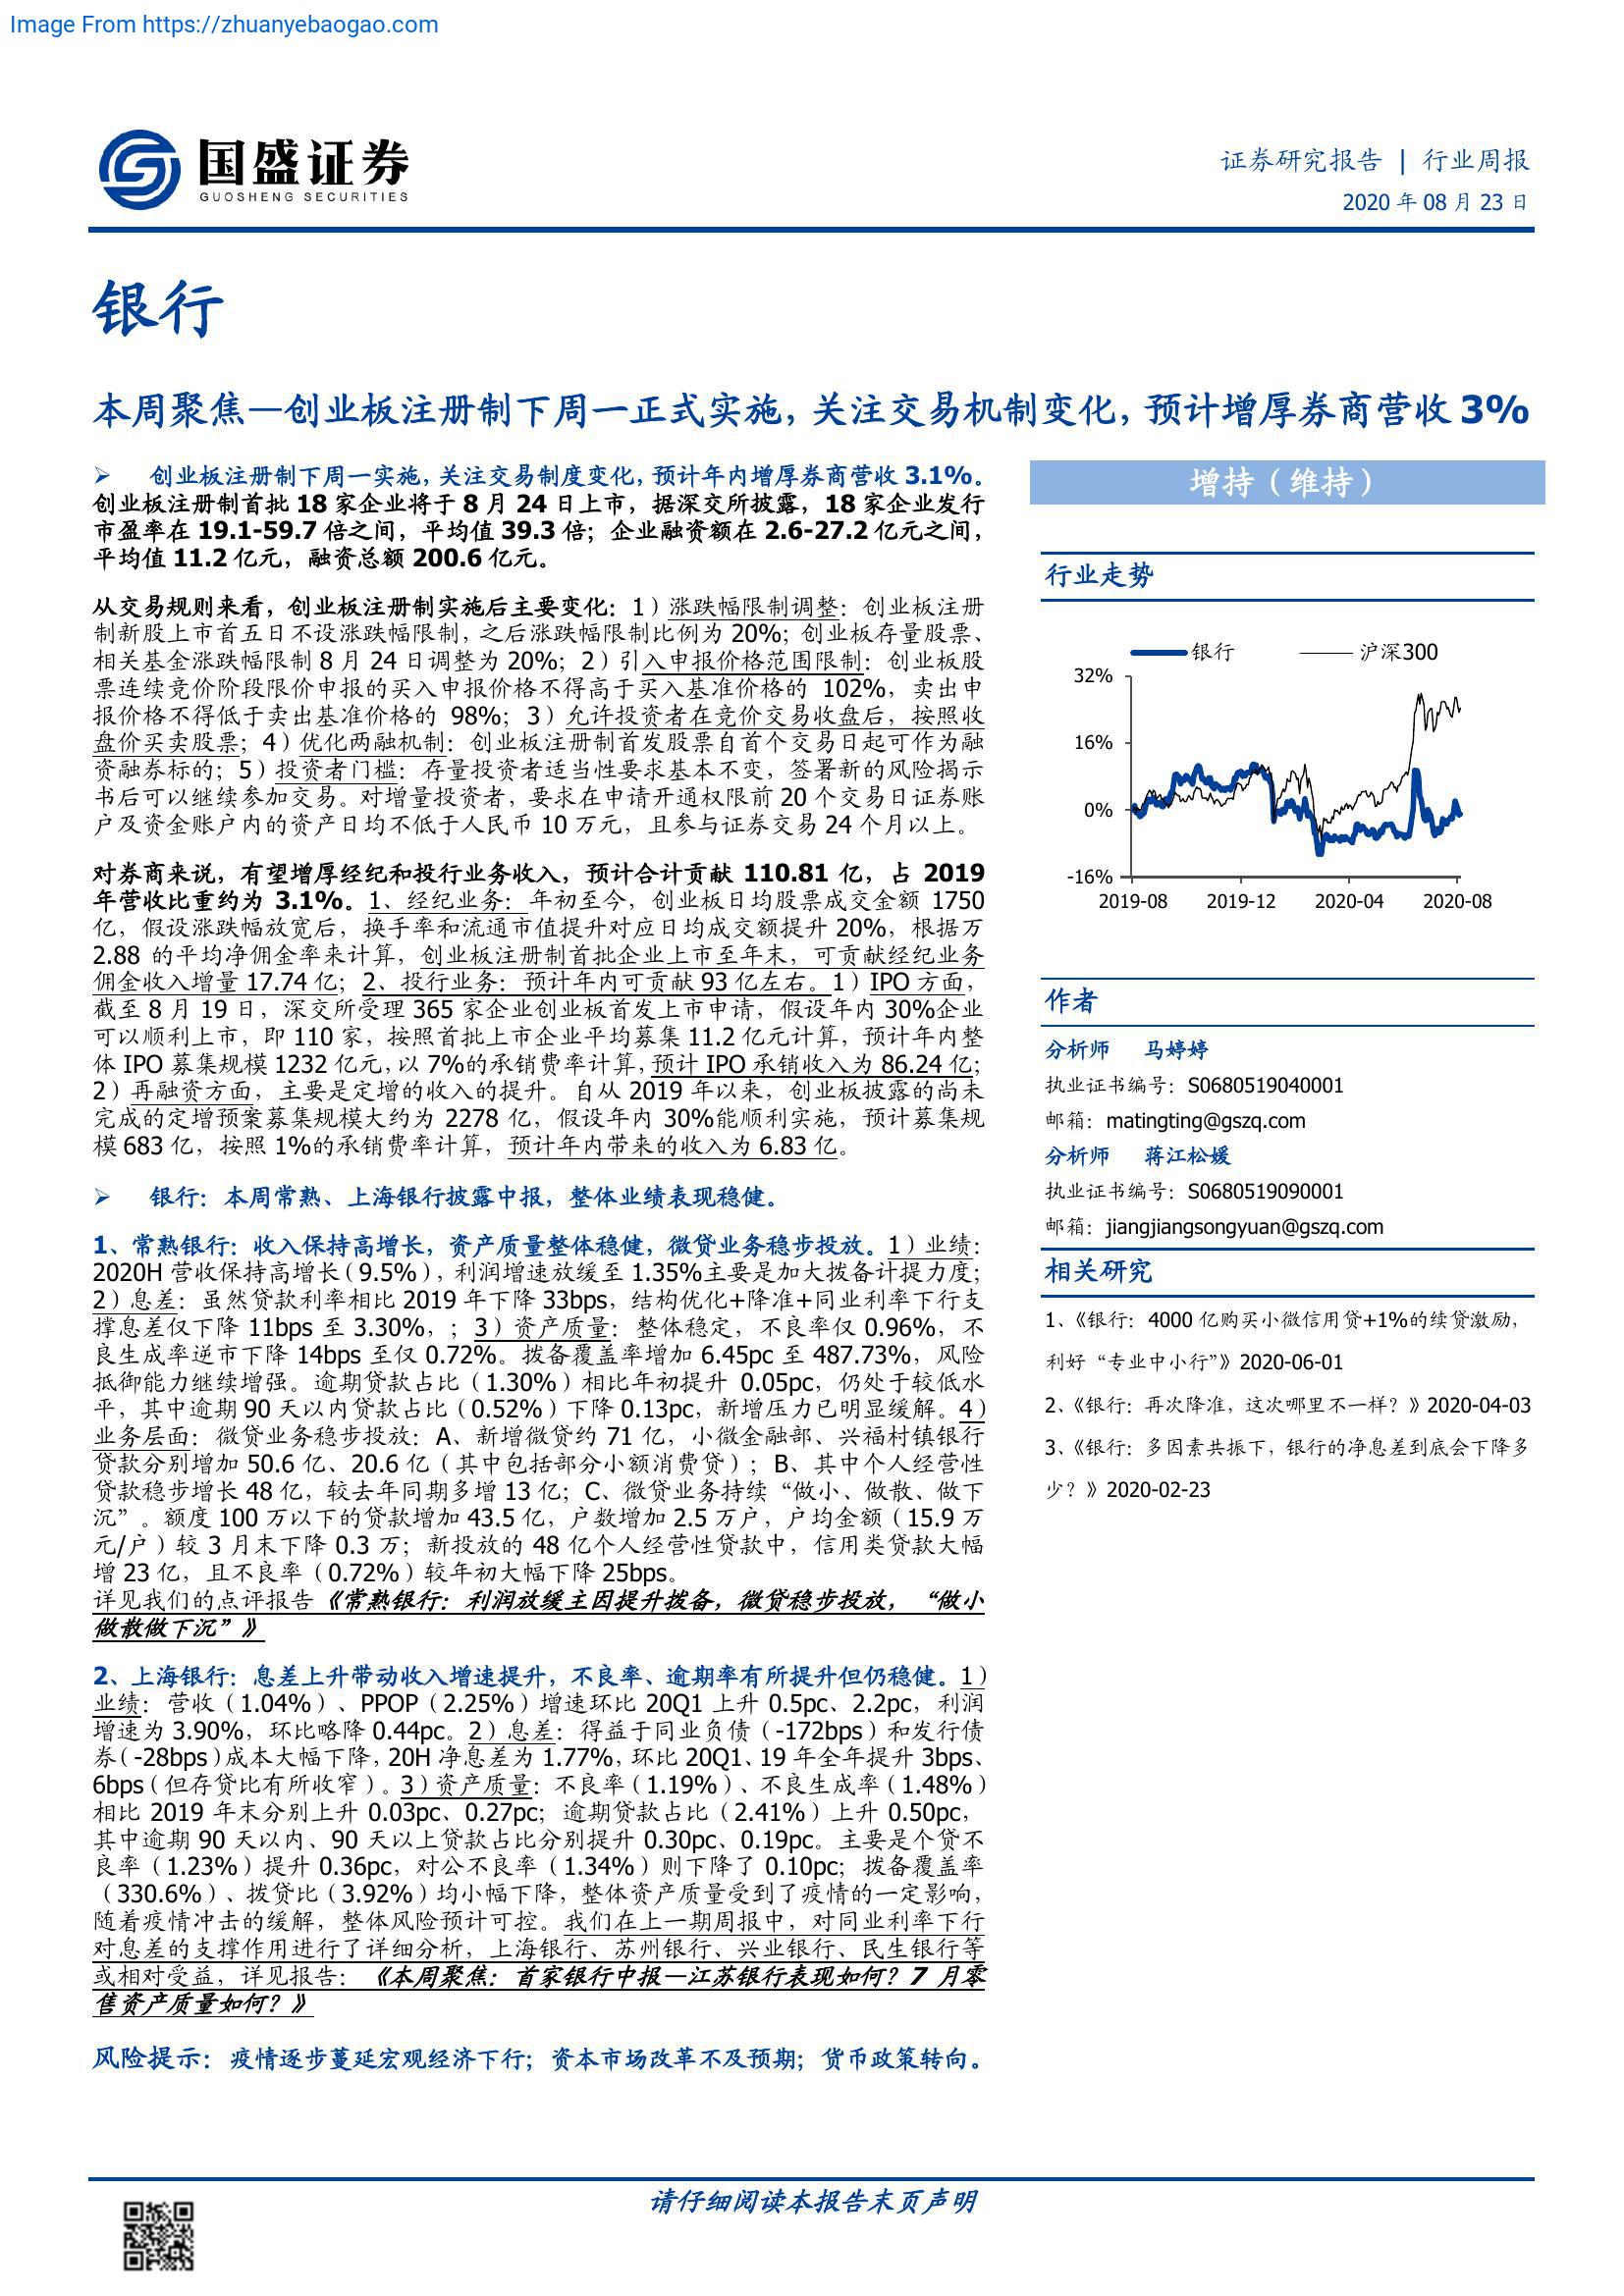 Image From https://zhuanyebaogao.com
国盛证券
GUOSHENG SECURITIES
证券研究报告 | 行业周报
2020 年 08 月 23 日
银行
本周聚焦—创业板注册制下周一正式实施，关注交易机制变化，预计增厚券商营收 3%
➢ 创业板注册制下周一实施，关注交易制度变化，预计年内增厚券商营收 3.1%。
创业板注册制首批 18 家企业将于 8 月 24 日上市，据深交所披露，18 家企业发行
市盈率在 19.1-59.7 倍之间，平均值 39.3 倍；企业融资额在 2.6-27.2 亿元之间，
平均值 11.2 亿元，融资总额 200.6 亿元。
从交易规则来看，创业板注册制实施后主要变化：1）涨跌幅限制调整：创业板注册
制新股上市首五日不设涨跌幅限制，之后涨跌幅限制比例为 20%；创业板存量股票、
相关基金涨跌幅限制 8 月 24 日调整为 20%；2）引入申报价格范围限制：创业板股
票连续竞价阶段限价申报的买入申报价格不得高于买入基准价格的 102%，卖出申
报价格不得低于卖出基准价格的 98%；3）允许投资者在竞价交易收盘后，按照收
盘价买卖股票；4）优化两融机制：创业板注册制首发股票自首个交易日起可作为融
资融券标的；5）投资者门槛：存量投资者适当性要求基本不变，签署新的风险揭示
书后可以继续参加交易。对增量投资者，要求在申请开通权限前 20 个交易日证券账
户及资金账户内的资产日均不低于人民币 10 万元，且参与证券交易 24 个月以上。
对券商来说，有望增厚经纪和投行业务收入，预计合计贡献 110.81 亿，占 2019
年营收比重约为 3.1%。1、经纪业务：年初至今，创业板日均股票成交金额 1750
亿，假设涨跌幅放宽后，换手率和流通市值提升对应日均成交额提升 20%，根据万
2.88 的平均净佣金率来计算，创业板注册制首批企业上市至年末，可贡献经纪业务
佣金收入增量 17.74 亿；2、投行业务：预计年内可贡献 93 亿左右。1）IPO 方面，
截至 8 月 19 日，深交所受理 365 家企业创业板首发上市申请，假设年内 30%企业
可以顺利上市，即 110 家，按照首批上市企业平均募集 11.2 亿元计算，预计年内整
体 IPO 募集规模 1232 亿元，以 7%的承销费率计算，预计 IPO 承销收入为 86.24 亿；
2）再融资方面，主要是定增的收入的提升。自从 2019 年以来，创业板披露的尚未
完成的定增预案募集规模大约为 2278 亿，假设年内 30%能顺利实施，预计募集规
模 683 亿，按照 1%的承销费率计算，预计年内带来的收入为 6.83 亿。
➢ 银行：本周常熟、上海银行披露中报，整体业绩表现稳健。
1、常熟银行：收入保持高增长，资产质量整体稳健，微贷业务稳步投放。1）业绩：
2020H 营收保持高增长（9.5%），利润增速放缓至 1.35%主要是加大拨备计提力度；
2）息差：虽然贷款利率相比 2019 年下降 33bps，结构优化+降准+同业利率下行支
撑息差仅下降 11bps 至 3.30%，；3）资产质量：整体稳定，不良率仅 0.96%，不
良生成率逆市下降 14bps 至仅 0.72%。拨备覆盖率增加 6.45pc 至 487.73%，风险
抵御能力继续增强。逾期贷款占比（1.30%）相比年初提升 0.05pc，仍处于较低水
平，其中逾期 90 天以内贷款占比（0.52%）下降 0.13pc，新增压力已明显缓解。4）
业务层面：微贷业务稳步投放：A、新增微贷约 71 亿，小微金融部、兴福村镇银行
贷款分别增加 50.6 亿、20.6 亿（其中包括部分小额消费贷）；B、其中个人经营性
贷款稳步增长 48 亿，较去年同期多增 13 亿；C、微贷业务持续“做小、做散、做下
沉”。额度 100 万以下的贷款增加 43.5 亿，户数增加 2.5 万户，户均金额（15.9 万
元/户）较 3 月末下降 0.3 万；新投放的 48 亿个人经营性贷款中，信用类贷款大幅
增 23 亿，且不良率（0.72%）较年初大幅下降 25bps。
详见我们的点评报告《常熟银行：利润放缓主因提升拨备，微贷稳步投放，“做小
做散做下沉”》
2、上海银行：息差上升带动收入增速提升，不良率、逾期率有所提升但仍稳健。1）
业绩：营收（1.04%）、PPOP（2.25%）增速环比 20Q1 上升 0.5pc、2.2pc，利润
增速为 3.90%，环比略降 0.44pc。2）息差：得益于同业负债（-172bps）和发行债
券（-28bps）成本大幅下降，20H 净息差为 1.77%，环比 20Q1、19 年全年提升 3bps、
6bps（但存贷比有所收窄）。3）资产质量：不良率（1.19%）、不良生成率（1.48%）
相比 2019 年末分别上升 0.03pc、0.27pc；逾期贷款占比（2.41%）上升 0.50pc，
其中逾期 90 天以内、90 天以上贷款占比分别提升 0.30pc、0.19pc。主要是个贷不
良率（1.23%）提升 0.36pc，对公不良率（1.34%）则下降了 0.10pc；拨备覆盖率
（330.6%）、拨贷比（3.92%）均小幅下降，整体资产质量受到了疫情的一定影响，
随着疫情冲击的缓解，整体风险预计可控。我们在上一期周报中，对同业利率下行
对息差的支撑作用进行了详细分析，上海银行、苏州银行、兴业银行、民生银行等
或相对受益，详见报告：《本周聚焦：首家银行中报—江苏银行表现如何？7 月零
售资产质量如何？》
风险提示：疫情逐步蔓延宏观经济下行；资本市场改革不及预期；货币政策转向。
增持（维持）
行业走势
银行 沪深300
32%
16%
0%
-16%
2019-08 2019-12 2020-04 2020-08
作者
分析师 马婷婷
执业证书编号：S0680519040001
邮箱：matingting@gszq.com
分析师 蒋江松媛
执业证书编号：S0680519090001
邮箱：jiangjiangsongyuan@gszq.com
相关研究
1、《银行：4000 亿购买小微信用贷+1%的续贷激励，
利好“专业中小行”》2020-06-01
2、《银行：再次降准，这次哪里不一样？》2020-04-03
3、《银行：多因素共振下，银行的净息差到底会下降多
少？》2020-02-23
请仔细阅读本报告末页声明